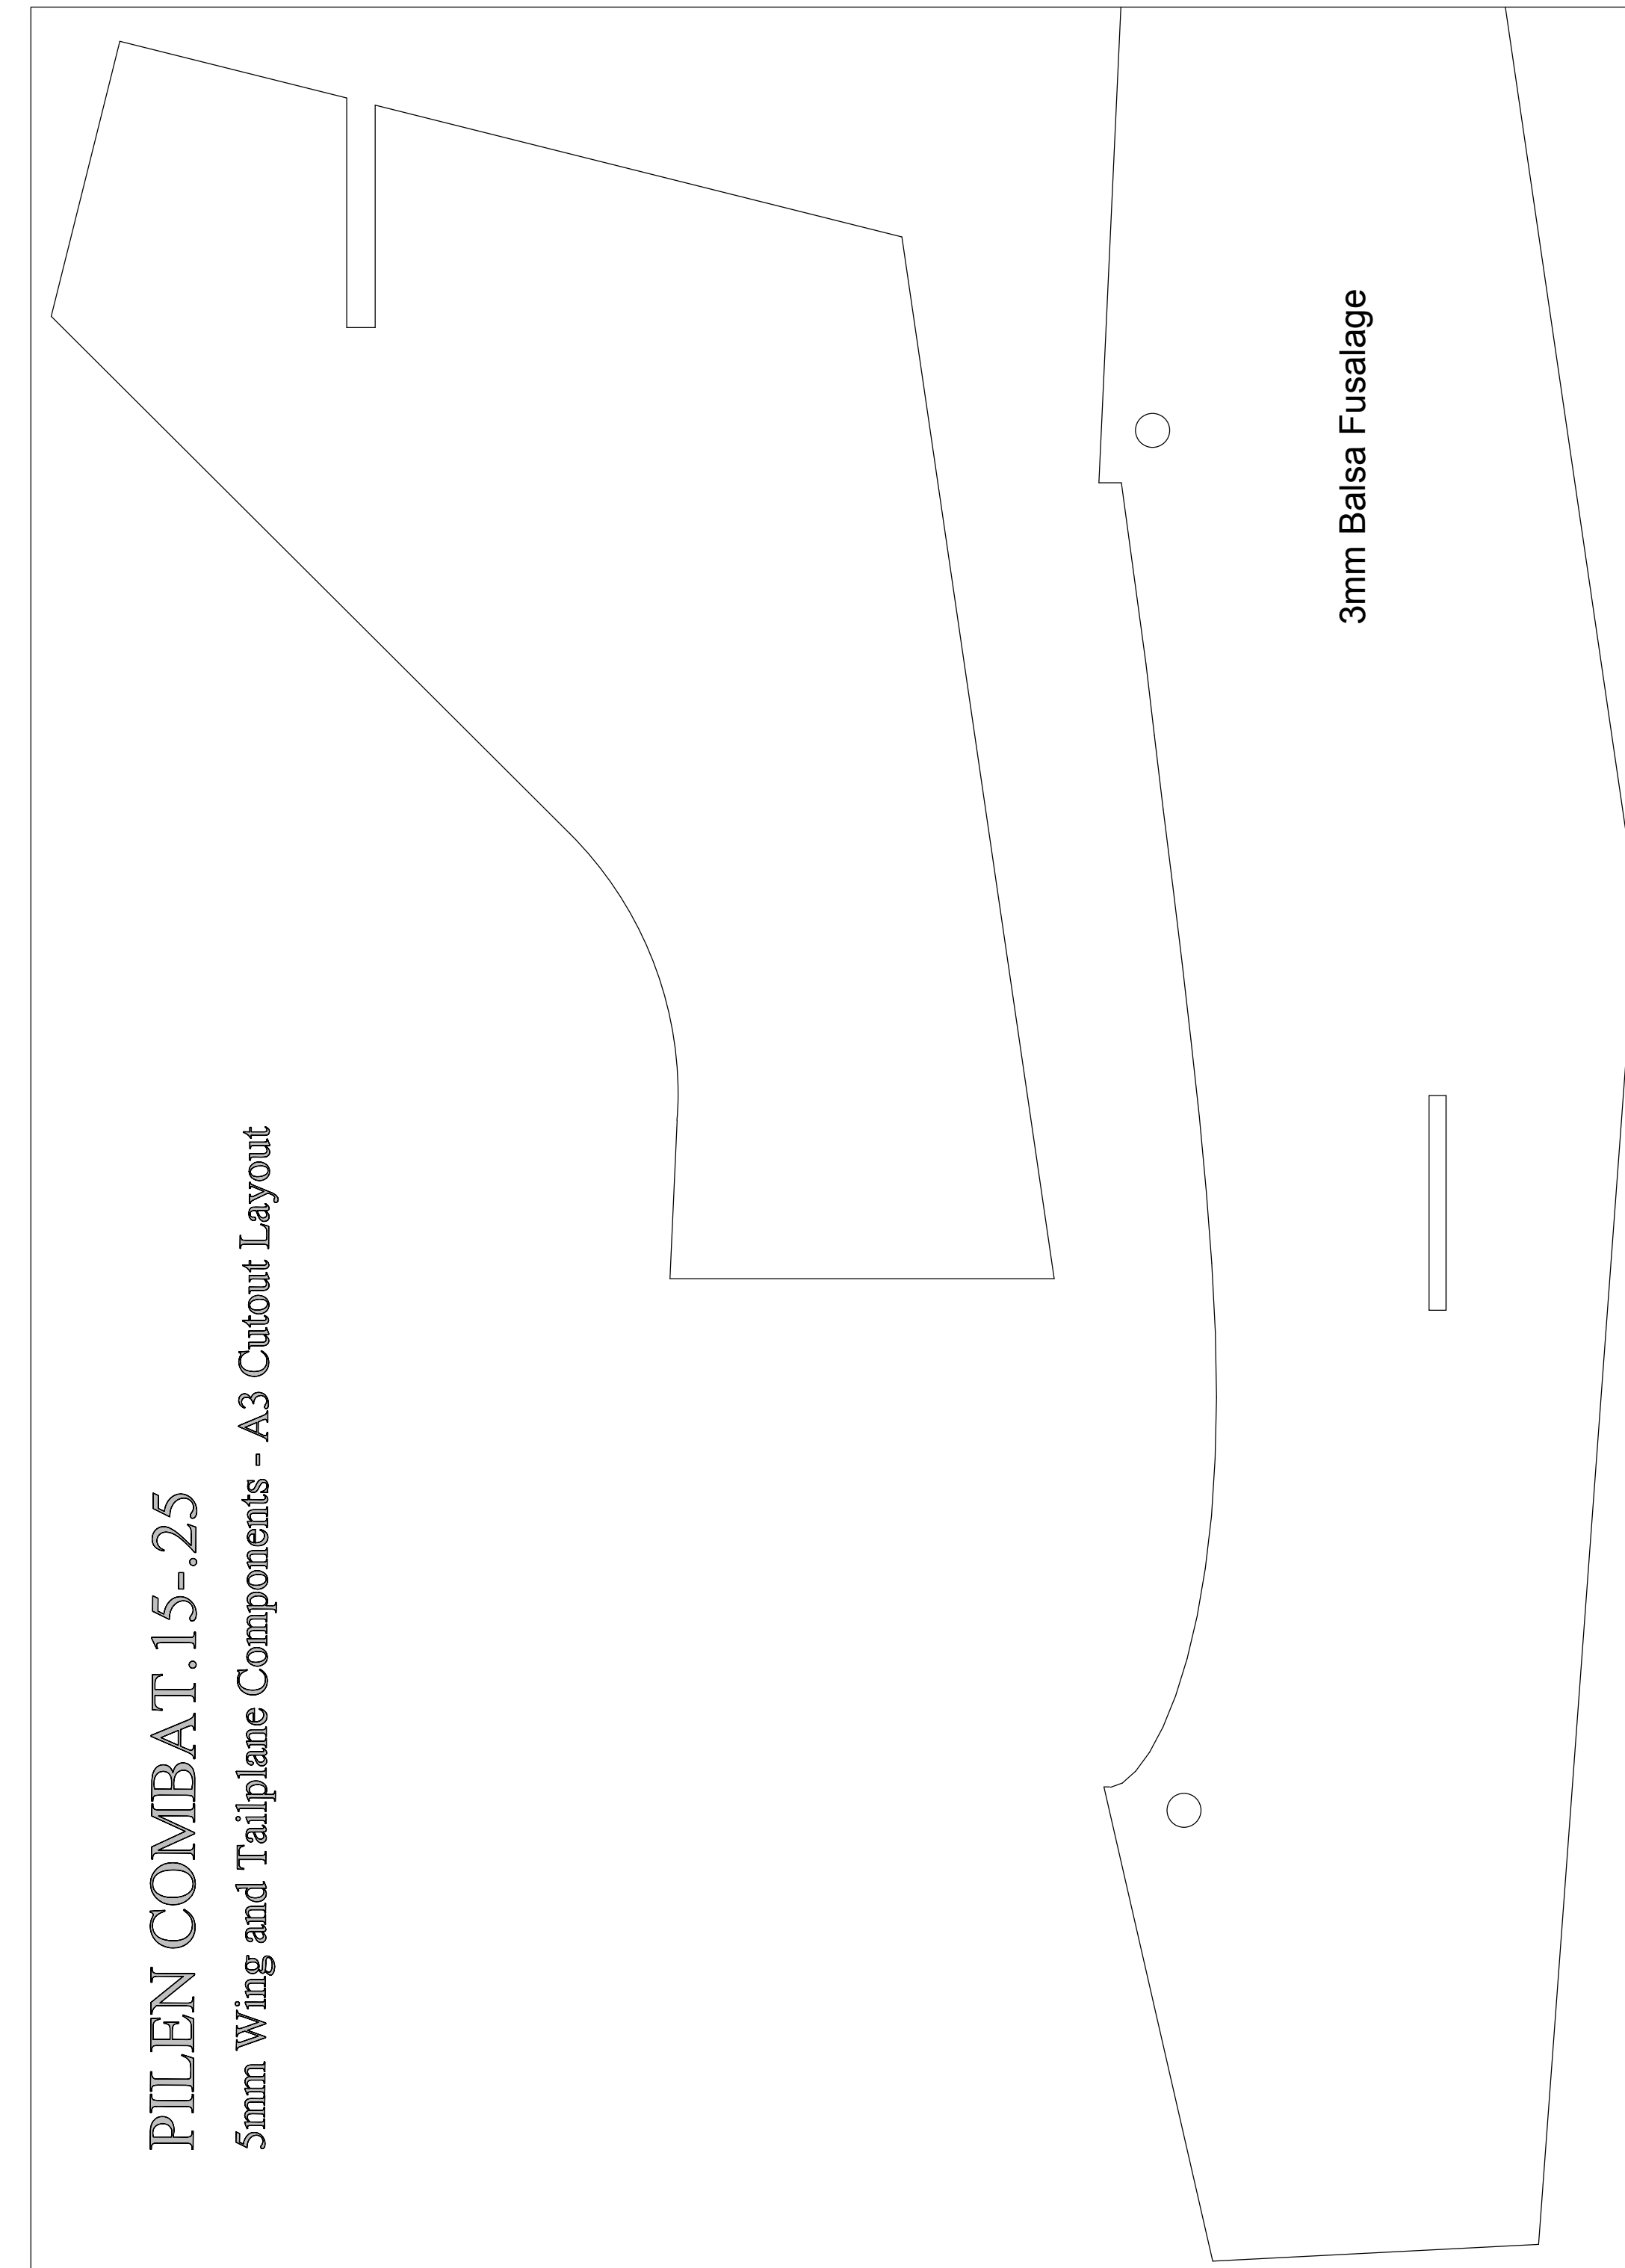 PILEN COMBAT.15-.25
5mm Wing and Tailplane Components - A3 Cutout Layout
3mm Balsa Fusalage